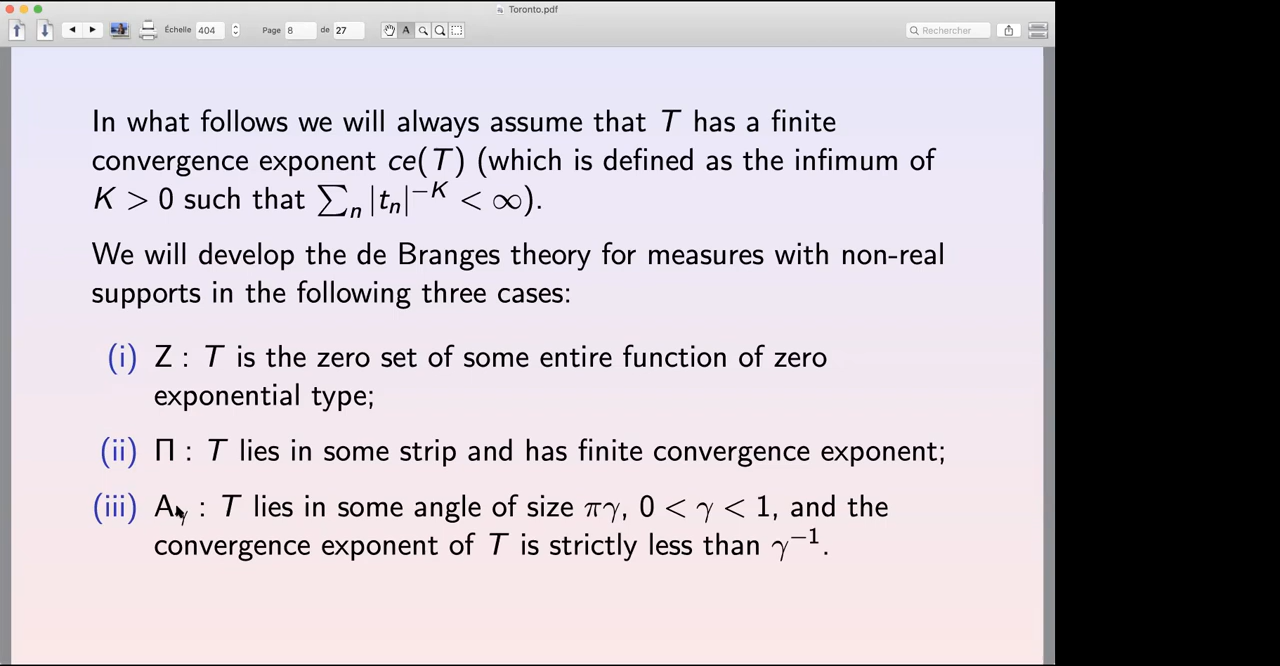 Toronto.pdf
Échelle 404 Page 8 de 27 A Rechercher
In what follows we will always assume that T has a finite
convergence exponent ce(T) (which is defined as the infimum of
K > 0 such that ∑ₙ |tₙ|⁻ᴷ < ∞).
We will develop the de Branges theory for measures with non-real
supports in the following three cases:
(i) Z : T is the zero set of some entire function of zero
exponential type;
(ii) Π : T lies in some strip and has finite convergence exponent;
(iii) Aᵧ : T lies in some angle of size πγ, 0 < γ < 1, and the
convergence exponent of T is strictly less than γ⁻¹.